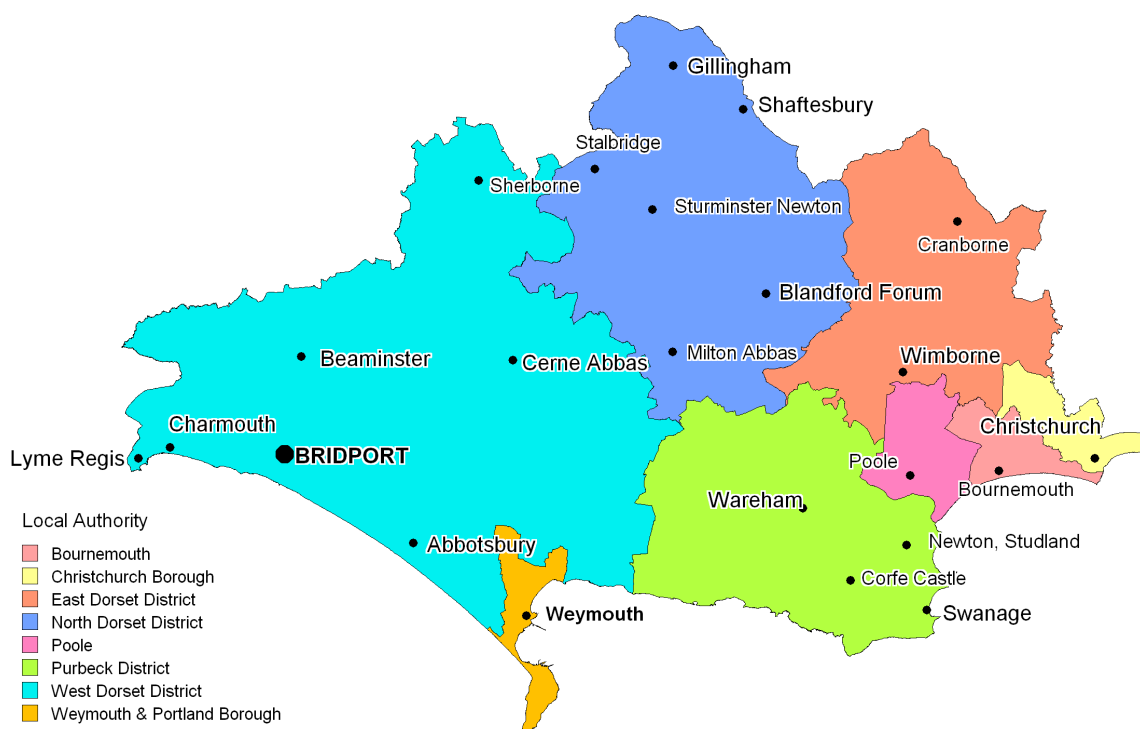 Gillingham
Shaftesbury
Stalbridge
Sherborne
Sturminster Newton
Cranborne
Blandford Forum
Milton Abbas
Wimborne
Beaminster
Cerne Abbas
Charmouth
Christchurch
Lyme Regis
BRIDPORT
Poole
Bournemouth
Wareham
Abbotsbury
Newton, Studland
Corfe Castle
Weymouth
Swanage
Local Authority
Bournemouth
Christchurch Borough
East Dorset District
North Dorset District
Poole
Purbeck District
West Dorset District
Weymouth & Portland Borough